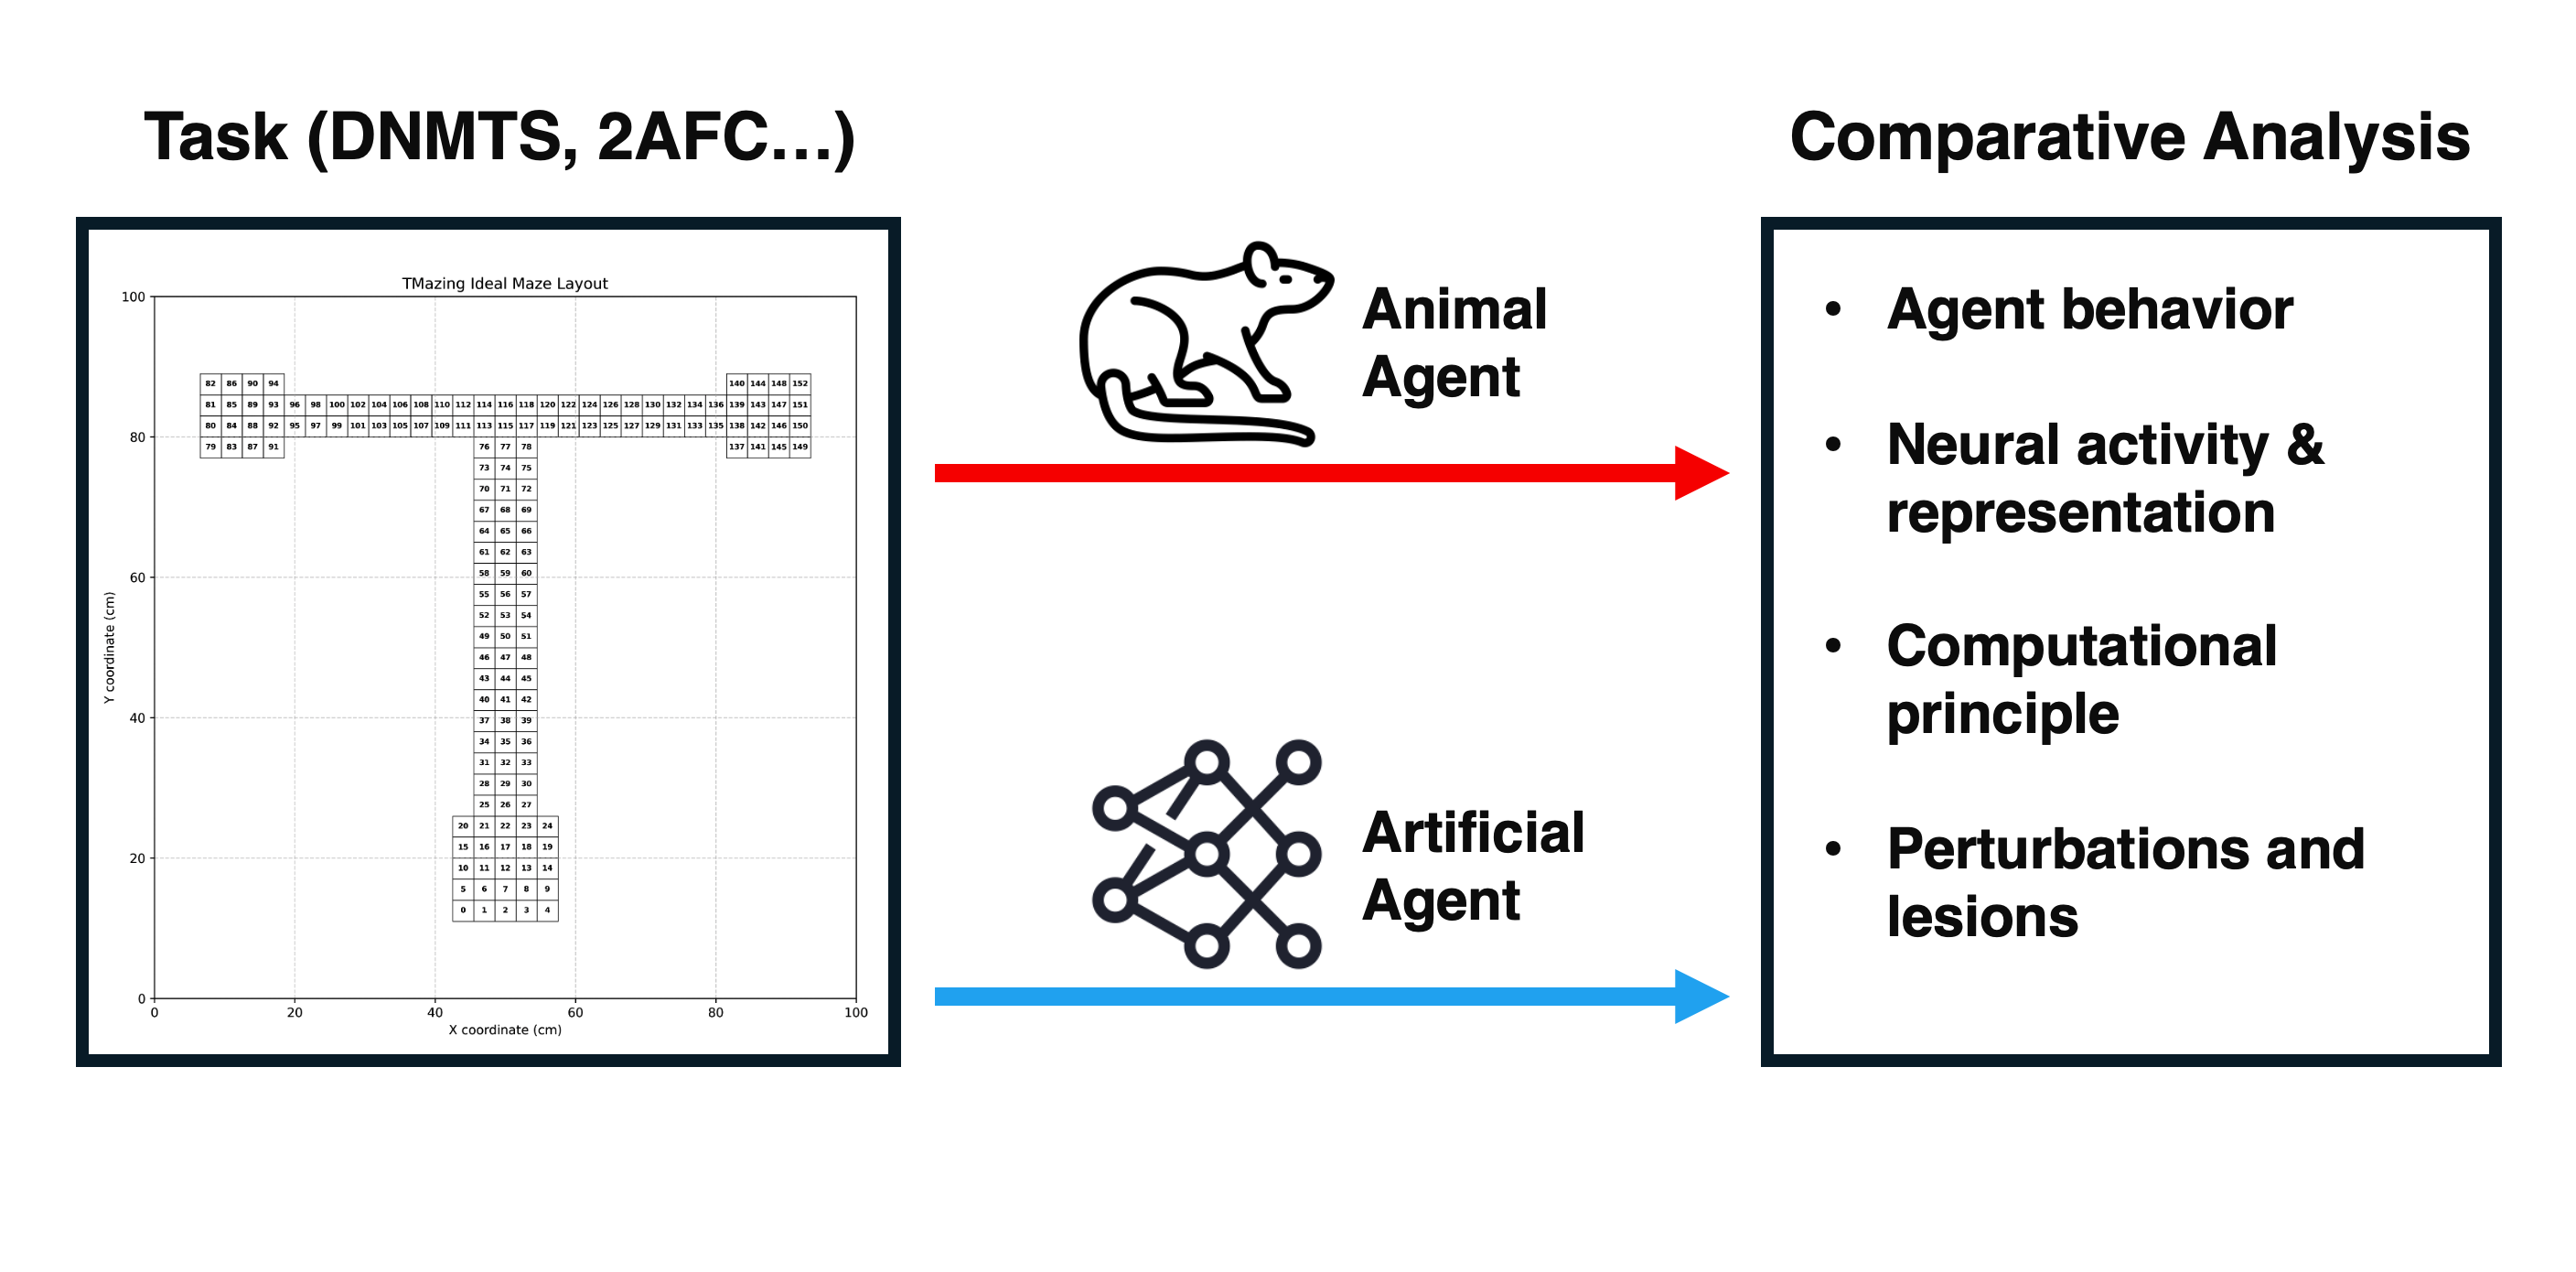 Task (DNMTS, 2AFC...)
Comparative Analysis
TMazing Ideal Maze Layout
100
82 86 90 94 140 144 148 152
81 85 89 93 96 98 100 102 104 106 108 110 112 114 116 118 120 122 124 126 128 130 132 134 136 139 143 147 151
80 84 88 92 95 97 99 101 103 105 107 109 111 113 115 117 119 121 123 125 127 129 131 133 135 138 142 146 150
80
79 83 87 91 76 77 78 137 141 145 149
73 74 75
70 71 72
67 68 69
64 65 66
61 62 63
60
58 59 60
55 56 57
52 53 54
49 50 51
46 47 48
43 44 45
40 41 42
40
37 38 39
34 35 36
31 32 33
28 29 30
25 26 27
20 21 22 23 24
15 16 17 18 19
20
10 11 12 13 14
5 6 7 8 9
0 1 2 3 4
0
0 20 40 60 80 100
X coordinate (cm)
Y coordinate (cm)
Animal
Agent
Artificial
Agent
• Agent behavior
• Neural activity &
representation
• Computational
principle
• Perturbations and
lesions